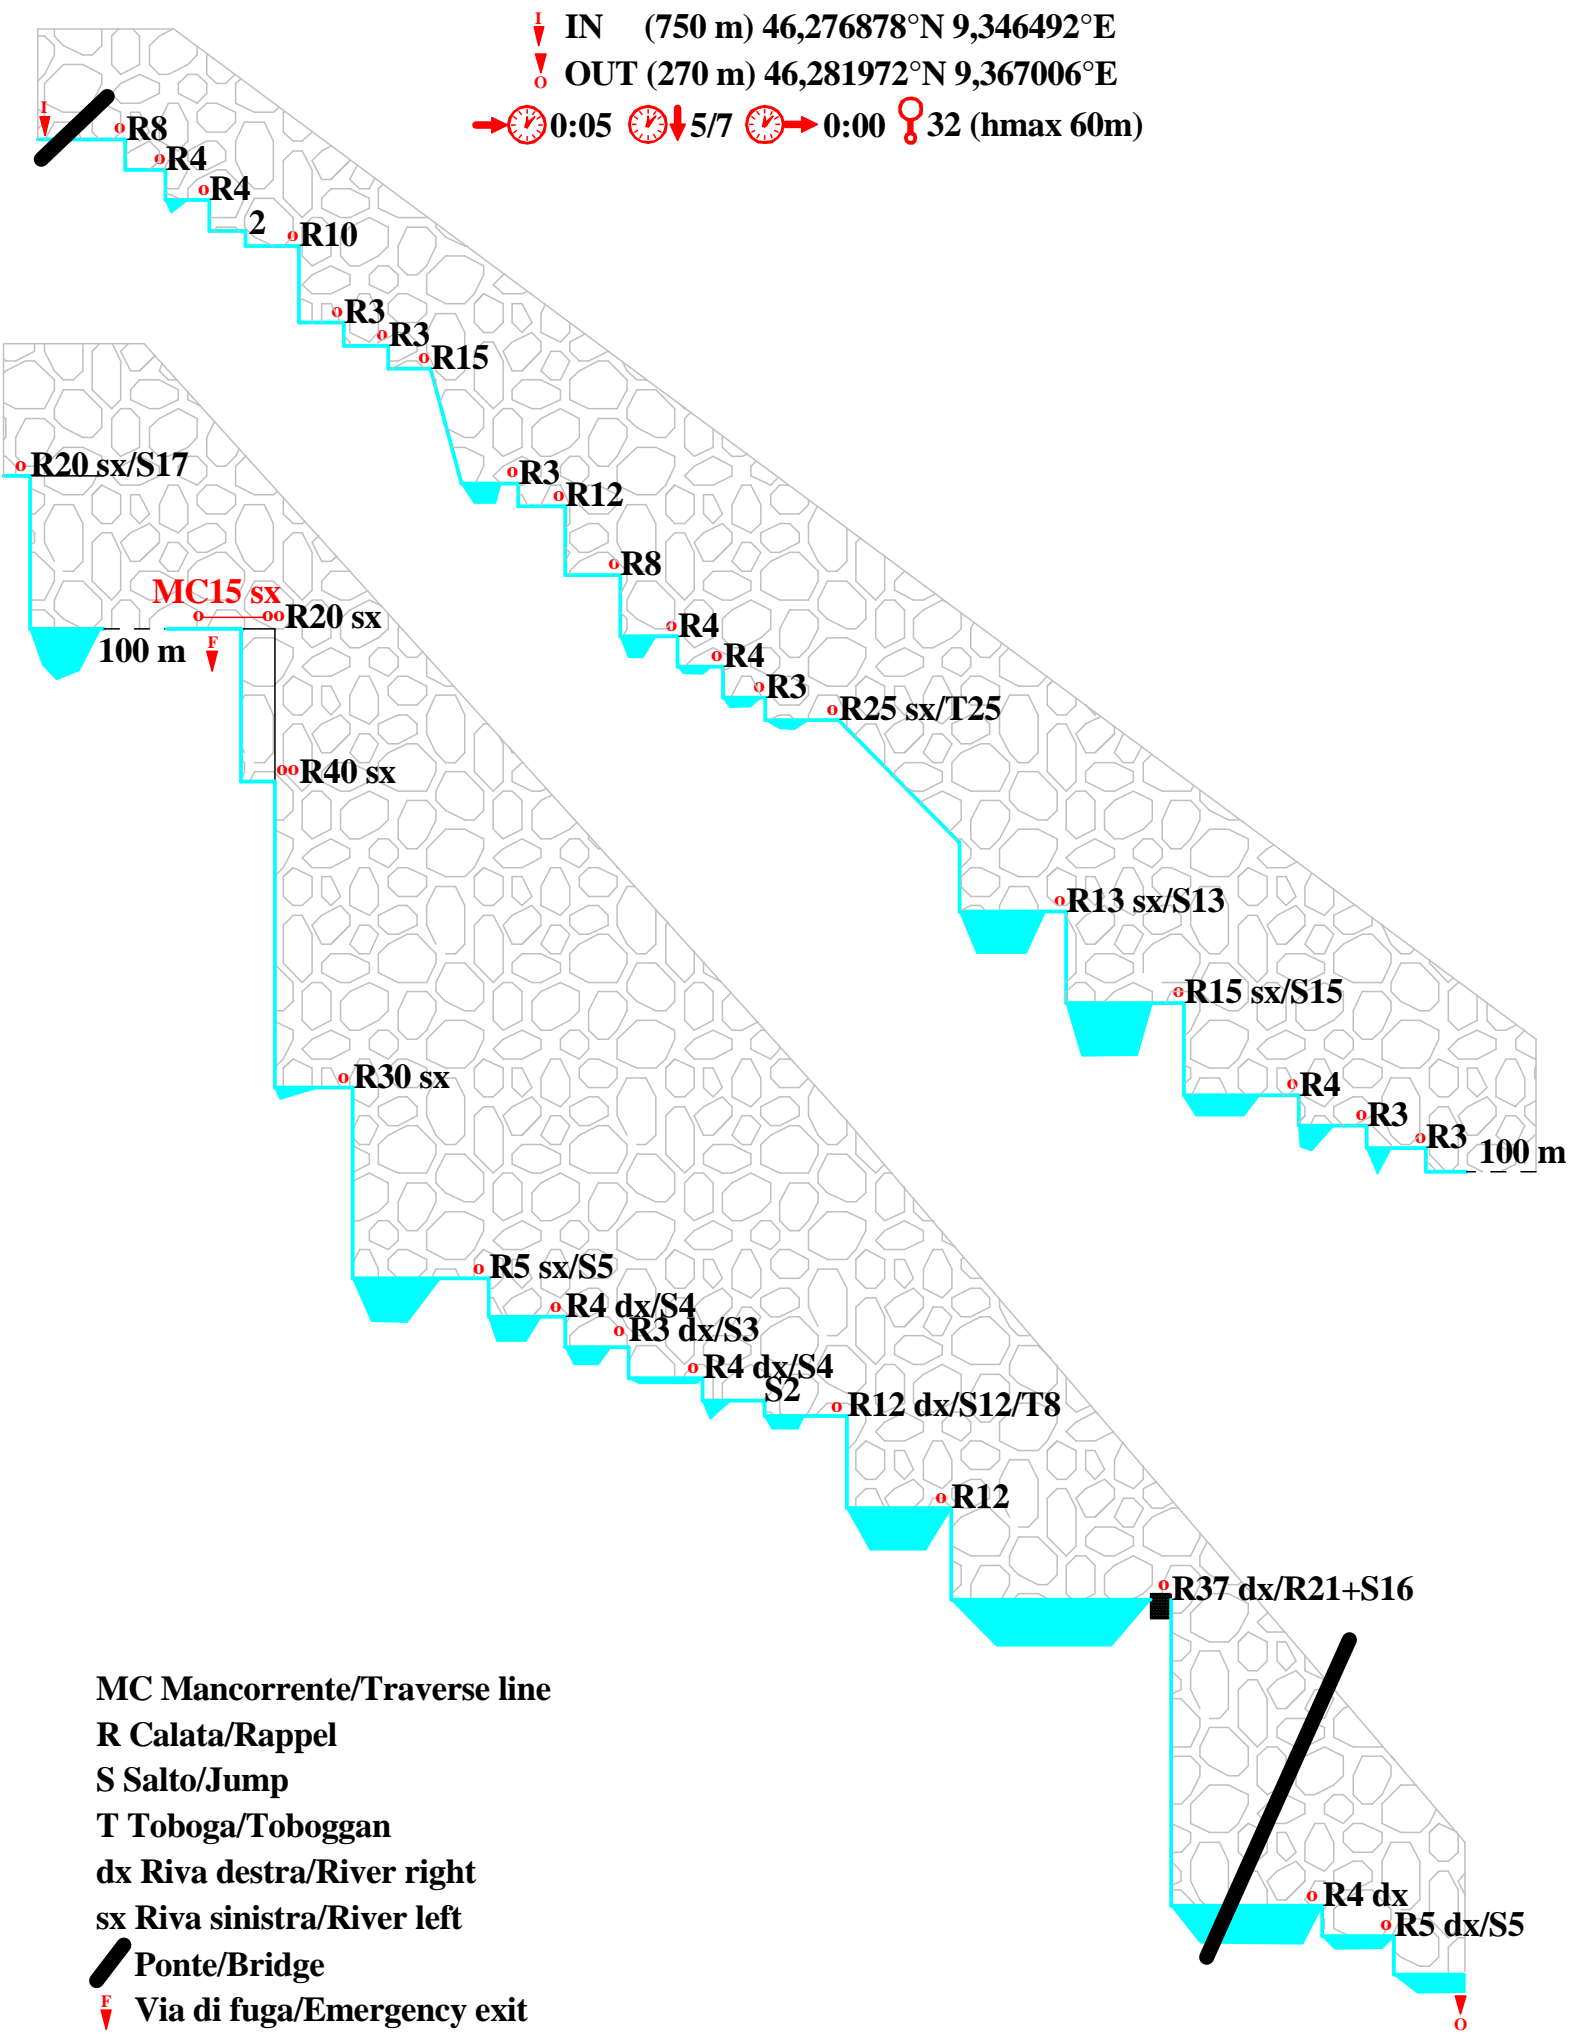 I
IN (750 m) 46,276878°N 9,346492°E
O
OUT (270 m) 46,281972°N 9,367006°E
0:05 5/7 0:00 32 (hmax 60m)
I
R8
R4
R4
2
R10
R3
R3
R15
R3
R12
R8
R4
R4
R3
R25 sx/T25
R13 sx/S13
R15 sx/S15
R4
R3
R3
100 m
R20 sx/S17
100 m
MC15 sx
F
R20 sx
R40 sx
R30 sx
R5 sx/S5
R4 dx/S4
R3 dx/S3
R4 dx/S4
S2
R12 dx/S12/T8
R12
R37 dx/R21+S16
R4 dx
R5 dx/S5
O
MC Mancorrente/Traverse line
R Calata/Rappel
S Salto/Jump
T Toboga/Toboggan
dx Riva destra/River right
sx Riva sinistra/River left
Ponte/Bridge
F Via di fuga/Emergency exit